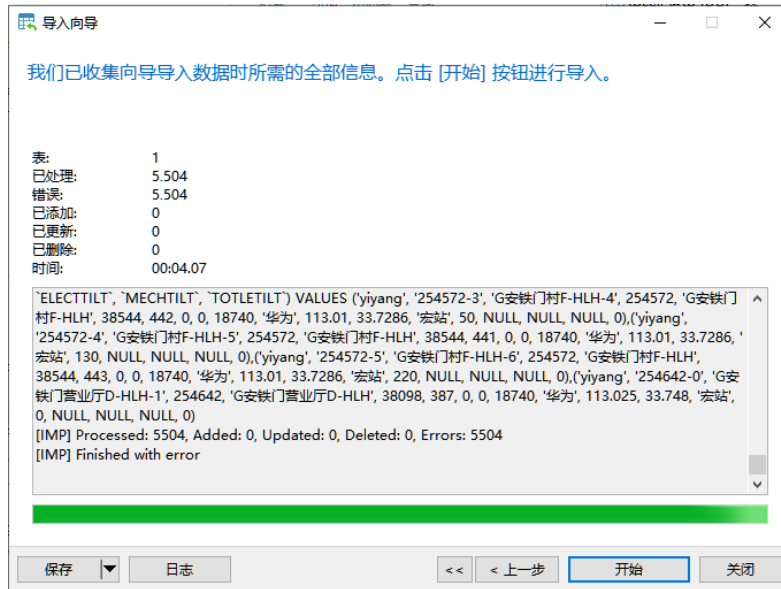 导入向导
我们已收集向导导入数据时所需的全部信息。点击 [开始] 按钮进行导入。
表: 1
已处理: 5.504
错误: 5.504
已添加: 0
已更新: 0
已删除: 0
时间: 00:04.07
`ELECTTILT`, `MECHTILT`, `TOTLETILT`) VALUES ('yiyang', '254572-3', 'G安铁门村F-HLH-4', 254572, 'G安铁门
村F-HLH', 38544, 442, 0, 0, 18740, '华为', 113.01, 33.7286, '宏站', 50, NULL, NULL, NULL, 0),('yiyang',
'254572-4', 'G安铁门村F-HLH-5', 254572, 'G安铁门村F-HLH', 38544, 441, 0, 0, 18740, '华为', 113.01, 33.7286, '
宏站', 130, NULL, NULL, NULL, 0),('yiyang', '254572-5', 'G安铁门村F-HLH-6', 254572, 'G安铁门村F-HLH',
38544, 443, 0, 0, 18740, '华为', 113.01, 33.7286, '宏站', 220, NULL, NULL, NULL, 0),('yiyang', '254642-0', 'G安
铁门营业厅D-HLH-1', 254642, 'G安铁门营业厅D-HLH', 38098, 387, 0, 0, 18740, '华为', 113.025, 33.748, '宏站',
0, NULL, NULL, NULL, 0)
[IMP] Processed: 5504, Added: 0, Updated: 0, Deleted: 0, Errors: 5504
[IMP] Finished with error
保存 日志 << < 上一步 开始 关闭